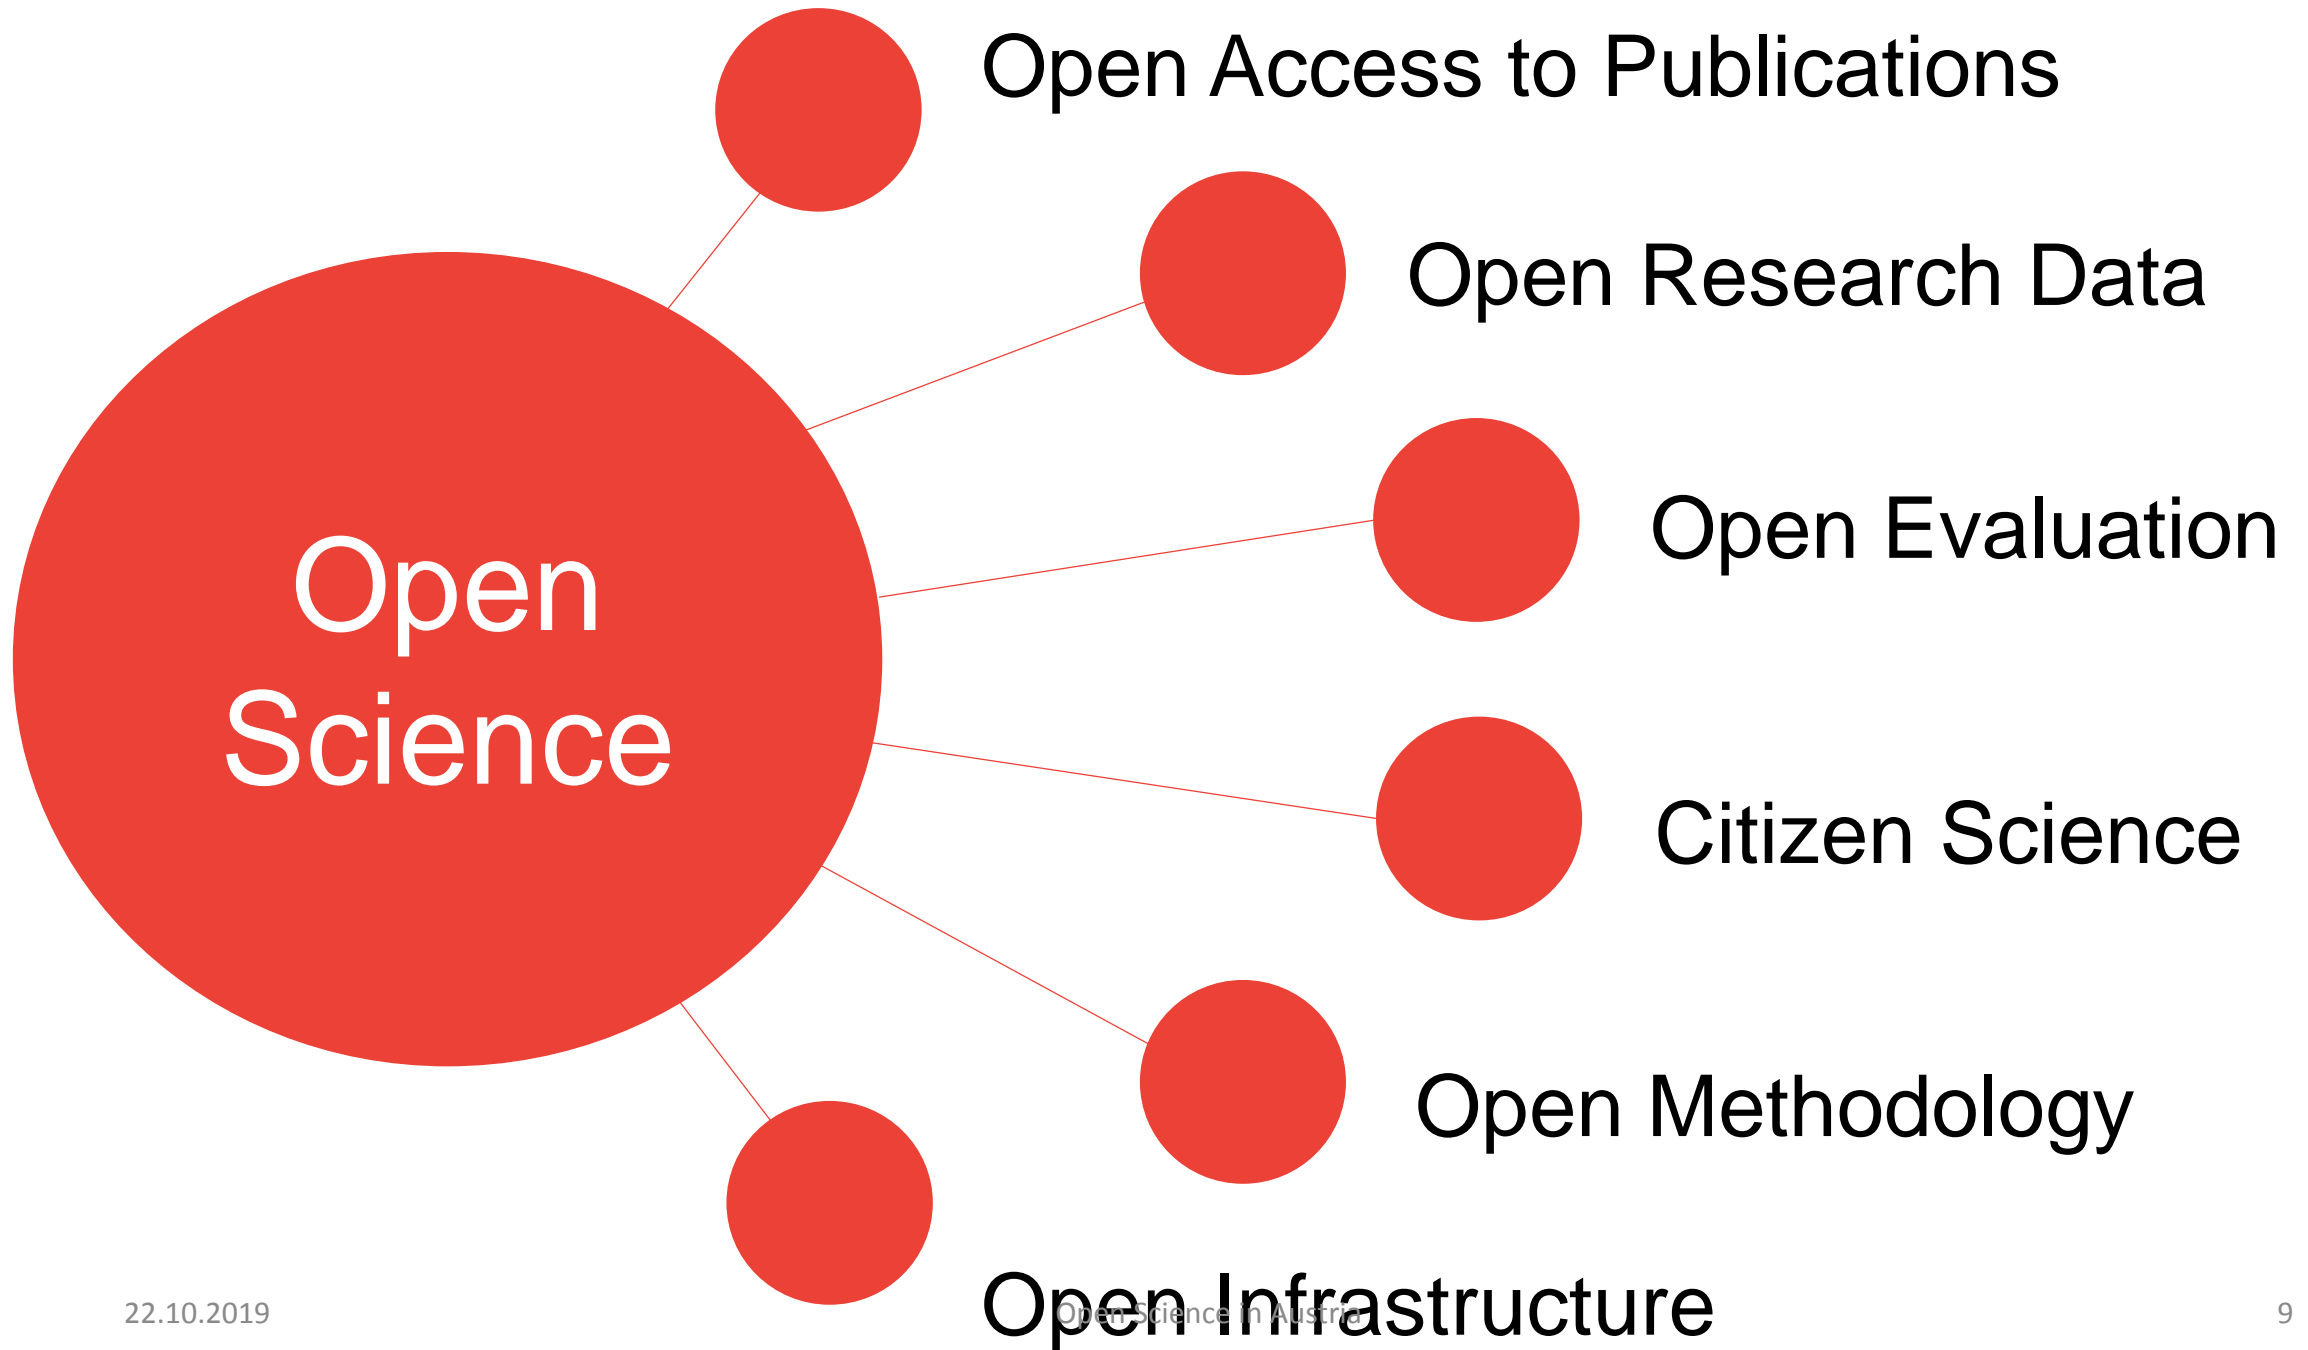 Open Access to Publications
Open Research Data
Open Evaluation
Open
Science
Citizen Science
Open Methodology
Open Infrastructure
22.10.2019
Open Science in Austria
9